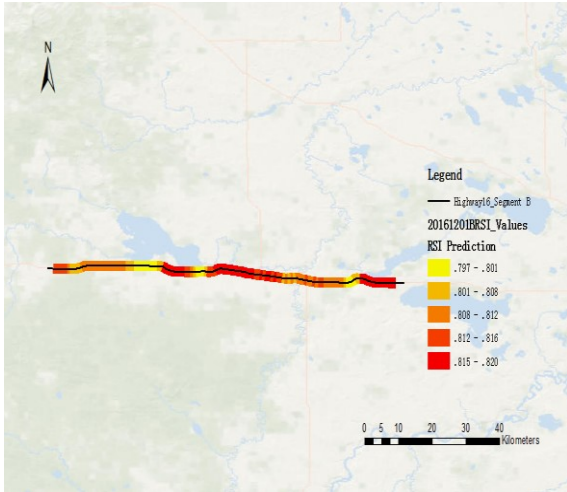 N
Legend
Highway16_Segment B
20161201BRSI_Values
RSI Prediction
.797 - .801
.801 - .808
.808 - .812
.812 - .816
.815 - .820
0 5 10 20 30 40
Kilometers